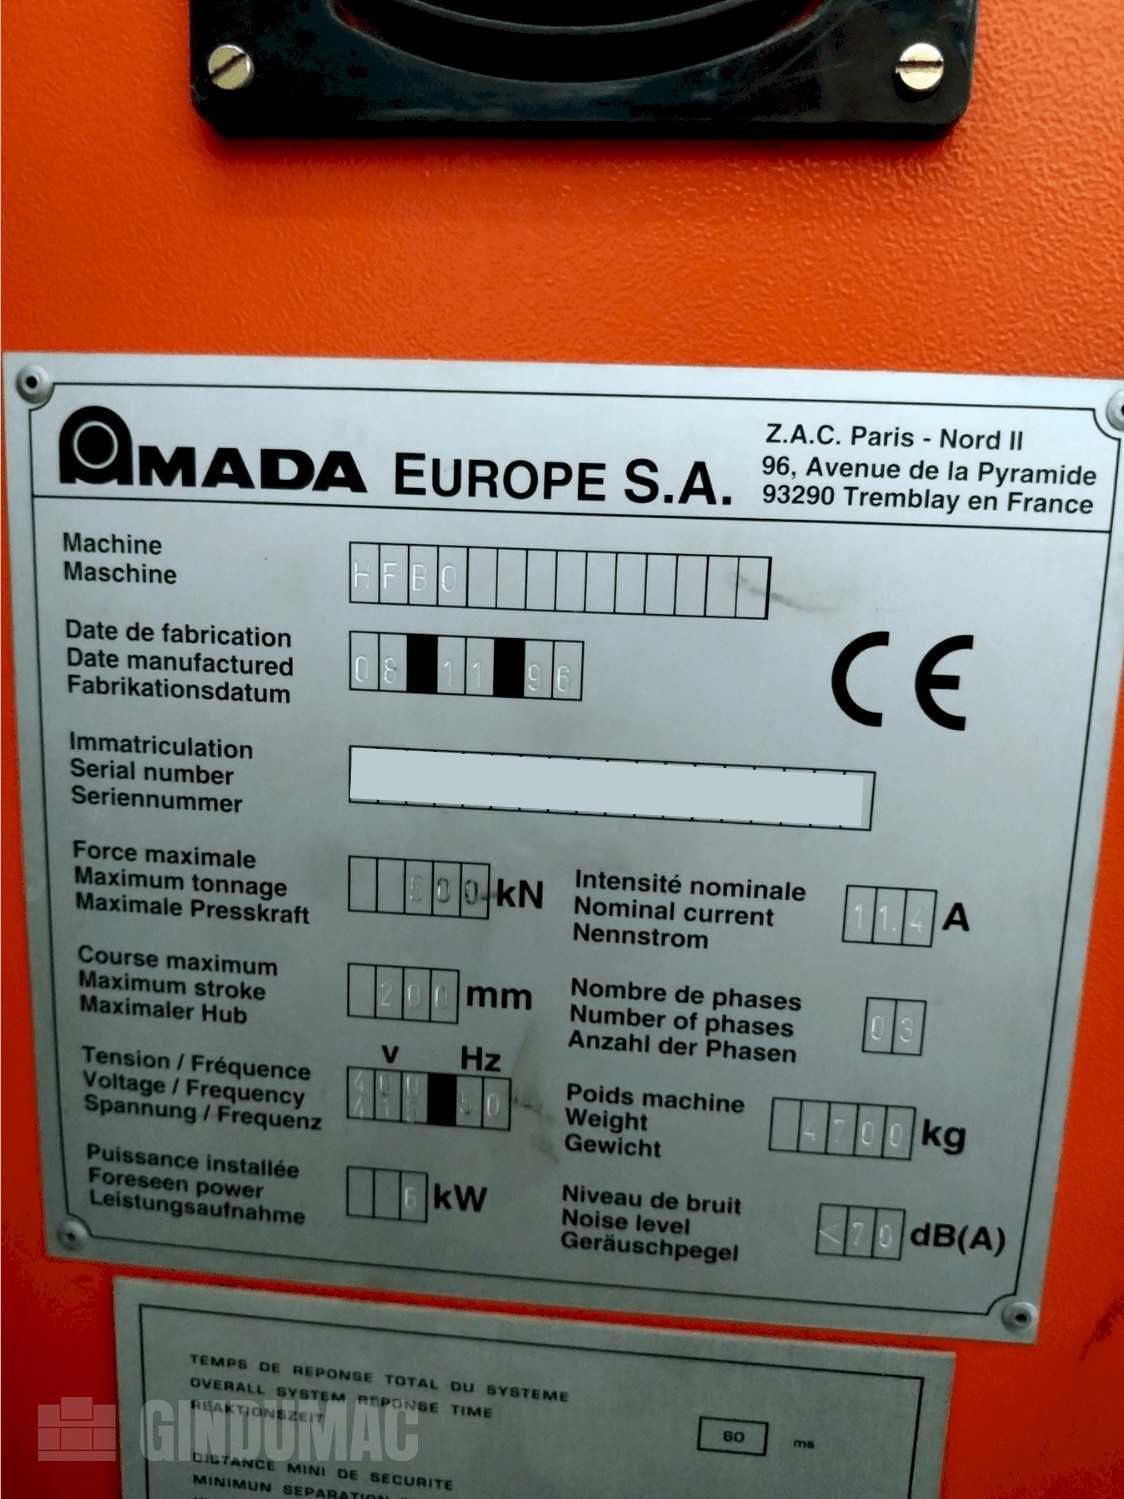 AMADA EUROPE S.A.
Z.A.C. Paris - Nord II
96, Avenue de la Pyramide
93290 Tremblay en France
Machine
Maschine
HFBO
Date de fabrication
Date manufactured
Fabrikationsdatum
08 11 96
CE
Immatriculation
Serial number
Seriennummer
Force maximale
Maximum tonnage
Maximale Presskraft
kN
Intensité nominale
Nominal current
Nennstrom
11.4 A
Course maximum
Maximum stroke
Maximaler Hub
200 mm
Nombre de phases
Number of phases
Anzahl der Phasen
03
Tension / Fréquence
Voltage / Frequency
Spannung / Frequenz
V Hz
50
Poids machine
Weight
Gewicht
4700 kg
Puissance installée
Foreseen power
Leistungsaufnahme
6 kW
Niveau de bruit
Noise level
Geräuschpegel
<70 dB(A)
TEMPS DE REPONSE TOTAL DU SYSTEME
OVERALL SYSTEM REPONSE TIME
REAKTIONSZEIT
60 ms
GINDUMAC
DISTANCE MINI DE SECURITE
MINIMUN SEPARATION